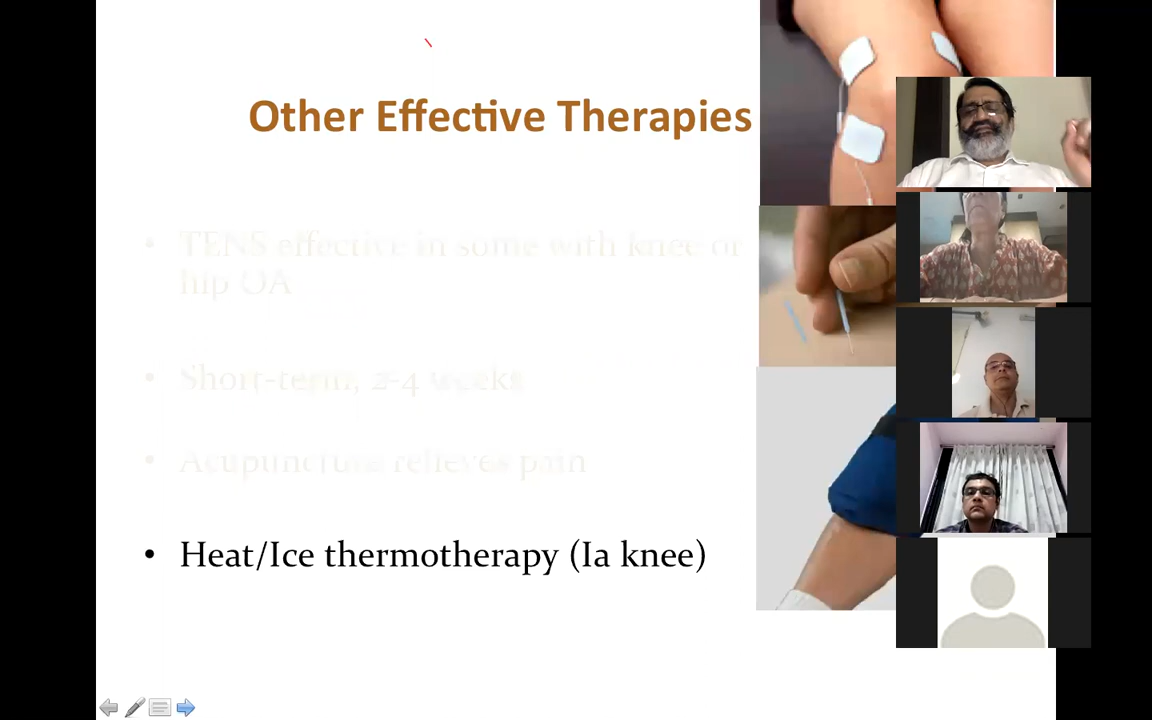 Other Effective Therapies
• TENS effective in some with knee or
hip OA
• Short-term, 2-4 weeks
• Acupuncture relieves pain
• Heat/Ice thermotherapy (Ia knee)